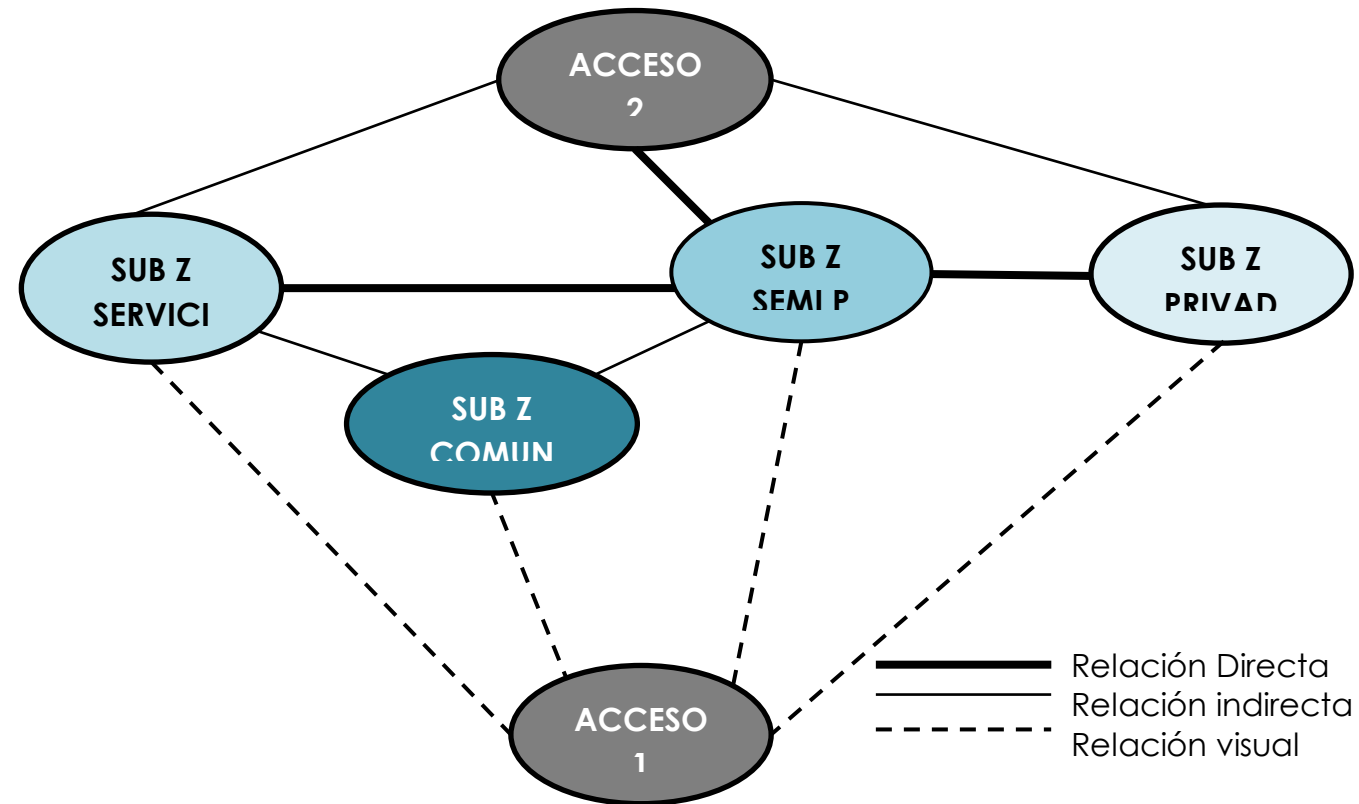 ACCESO
2
SUB Z
SERVICI
SUB Z
SEMI P
SUB Z
PRIVAD
SUB Z
COMUN
ACCESO
1
Relación Directa
Relación indirecta
Relación visual